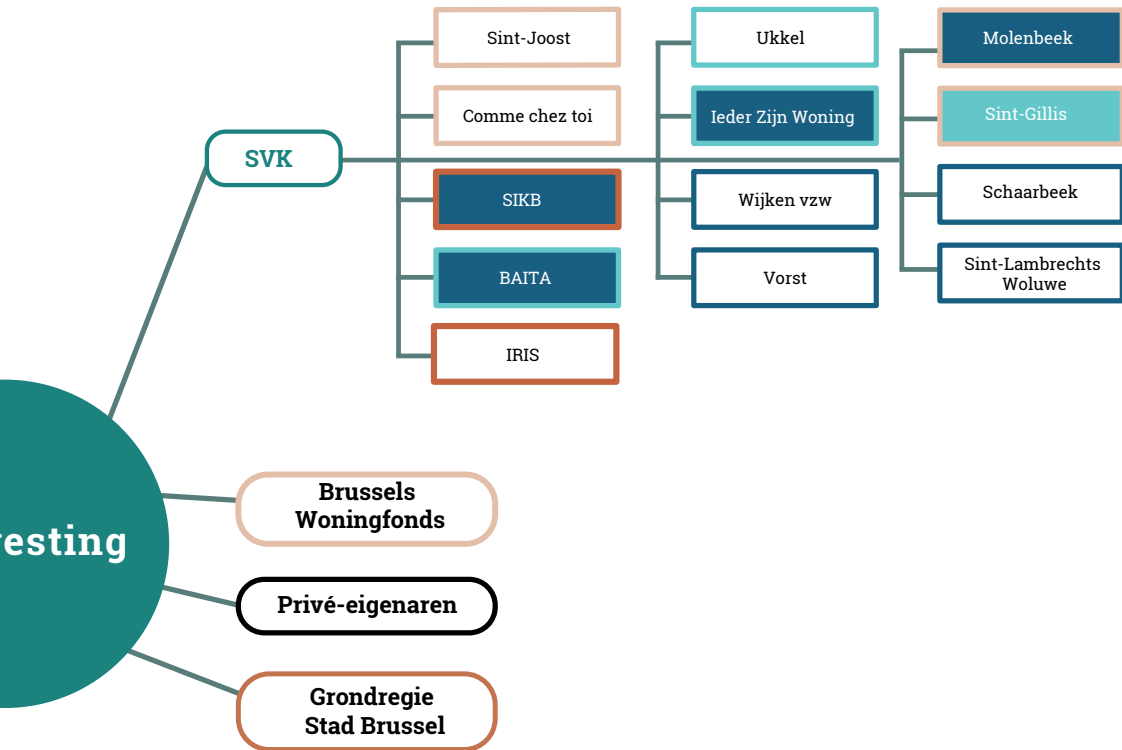 SVK
Sint-Joost
Comme chez toi
SIKB
BAITA
IRIS
Ukkel
Ieder Zijn Woning
Wijken vzw
Vorst
Molenbeek
Sint-Gillis
Schaarbeek
Sint-Lambrechts
Woluwe
esting
Brussels
Woningfonds
Privé-eigenaren
Grondregie
Stad Brussel